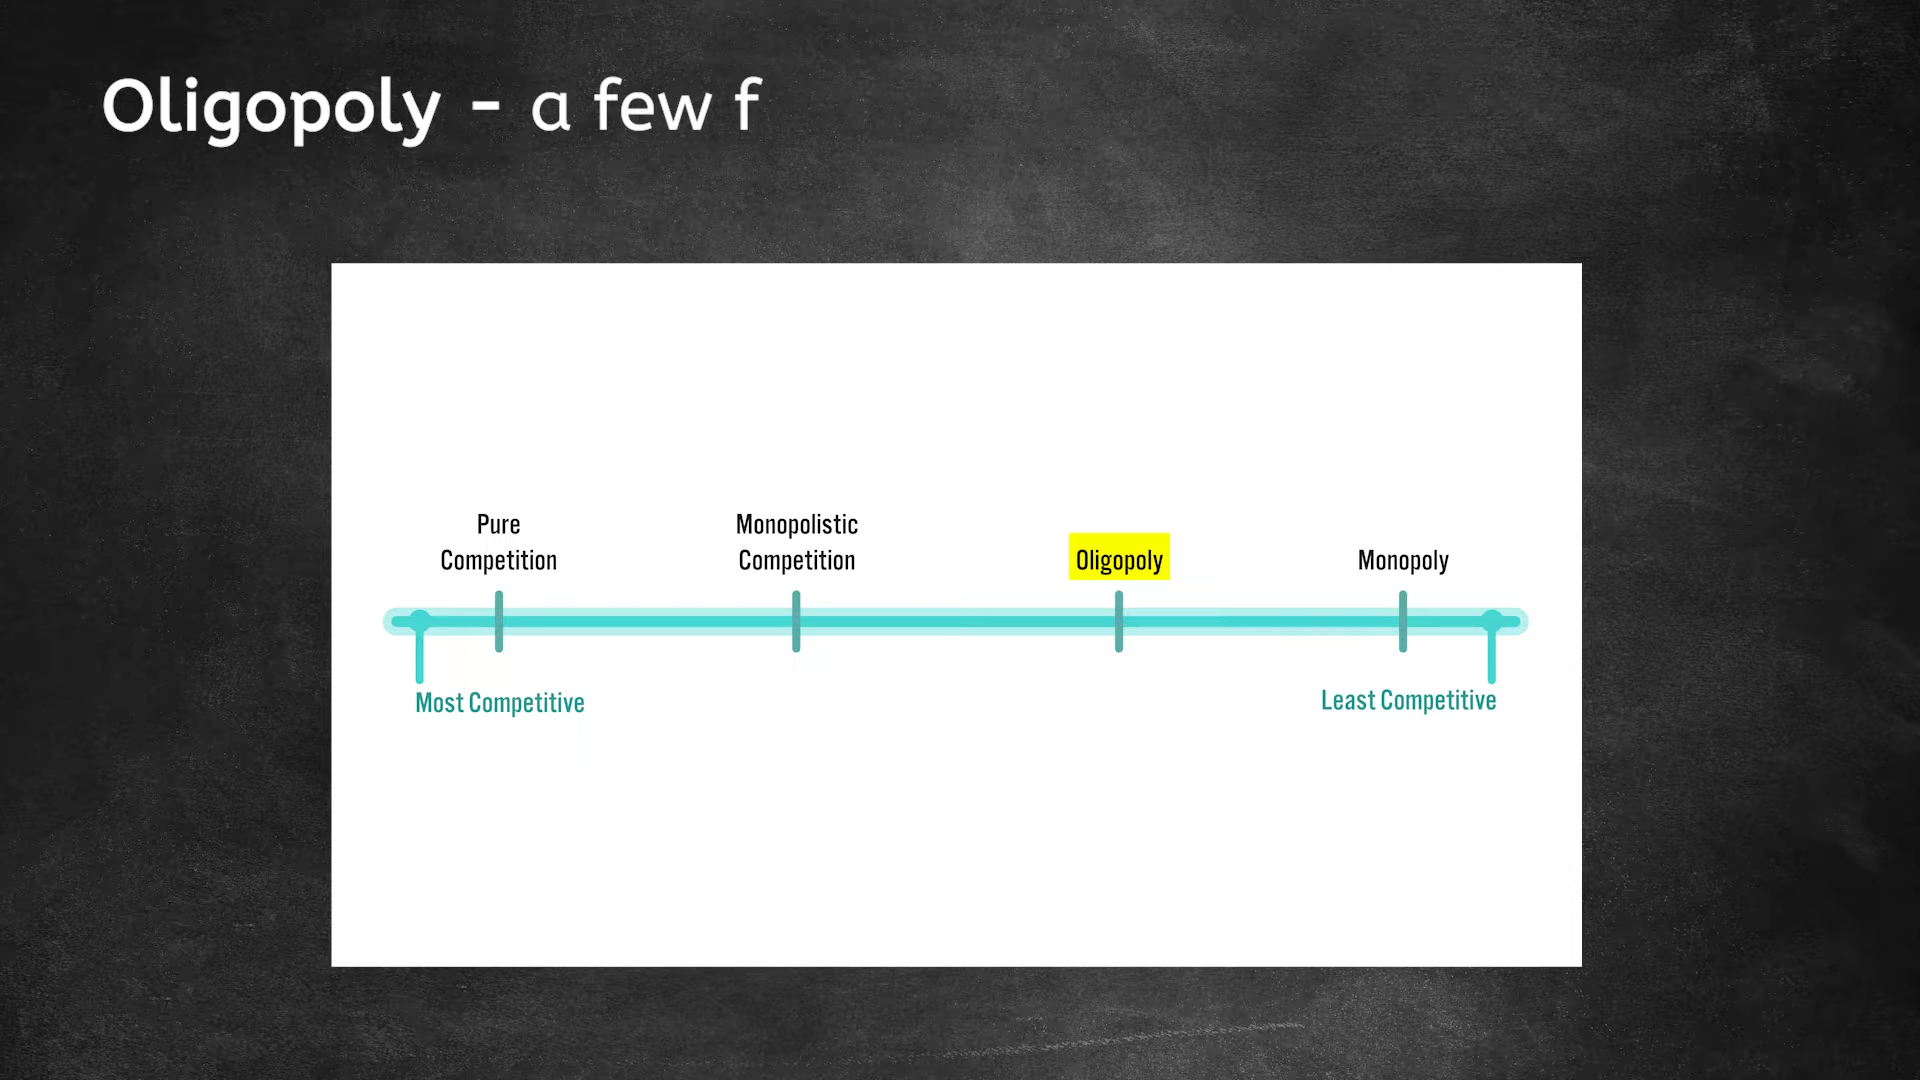 Oligopoly - a few f
Pure
Competition
Monopolistic
Competition
Oligopoly
Monopoly
Most Competitive
Least Competitive